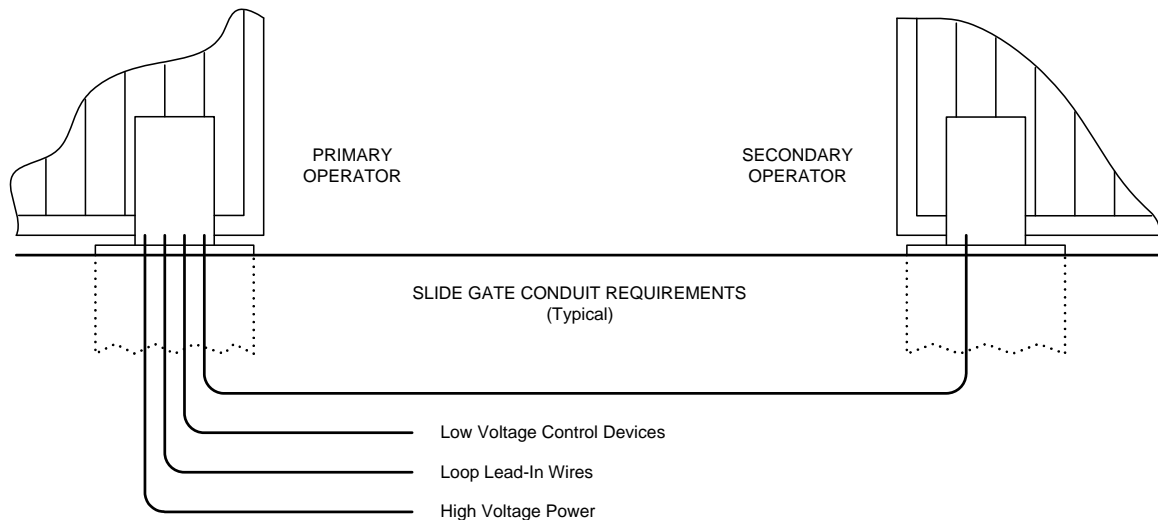 PRIMARY
OPERATOR
SECONDARY
OPERATOR
SLIDE GATE CONDUIT REQUIREMENTS
(Typical)
Low Voltage Control Devices
Loop Lead-In Wires
High Voltage Power